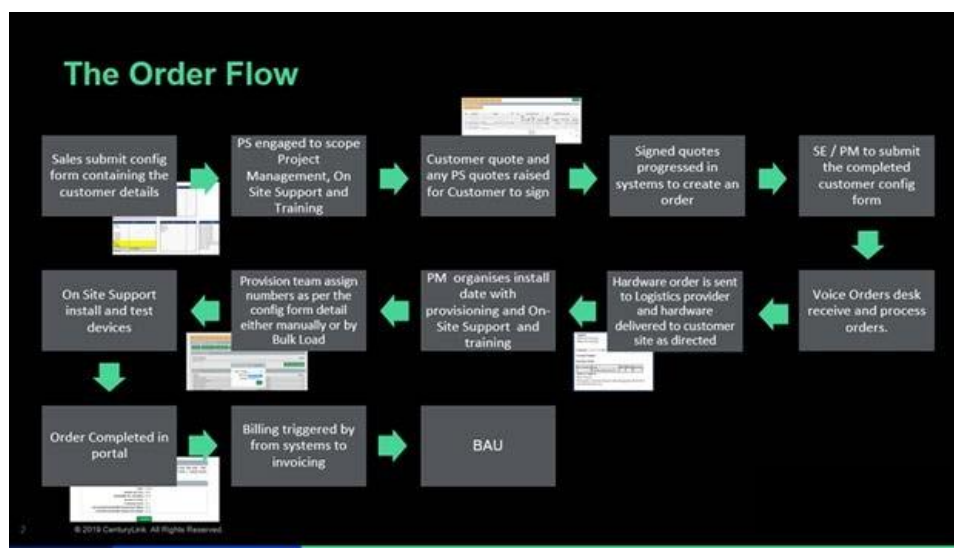 The Order Flow
Sales submit config
form containing the
customer details
PS engaged to scope
Project
Management, On
Site Support and
Training
Customer quote and
any PS quotes raised
for Customer to sign
Signed quotes
progressed in
systems to create an
order
SE / PM to submit
the completed
customer config
form
Voice Orders desk
receive and process
orders.
Hardware order is sent
to Logistics provider
and hardware
delivered to customer
site as directed
PM organises install
date with
provisioning and On-
Site Support and
training
Provision team assign
numbers as per the
config form detail
either manually or by
Bulk Load
On Site Support
install and test
devices
Order Completed in
portal
Billing triggered by
from systems to
invoicing
BAU
2
© 2019 CenturyLink. All Rights Reserved.